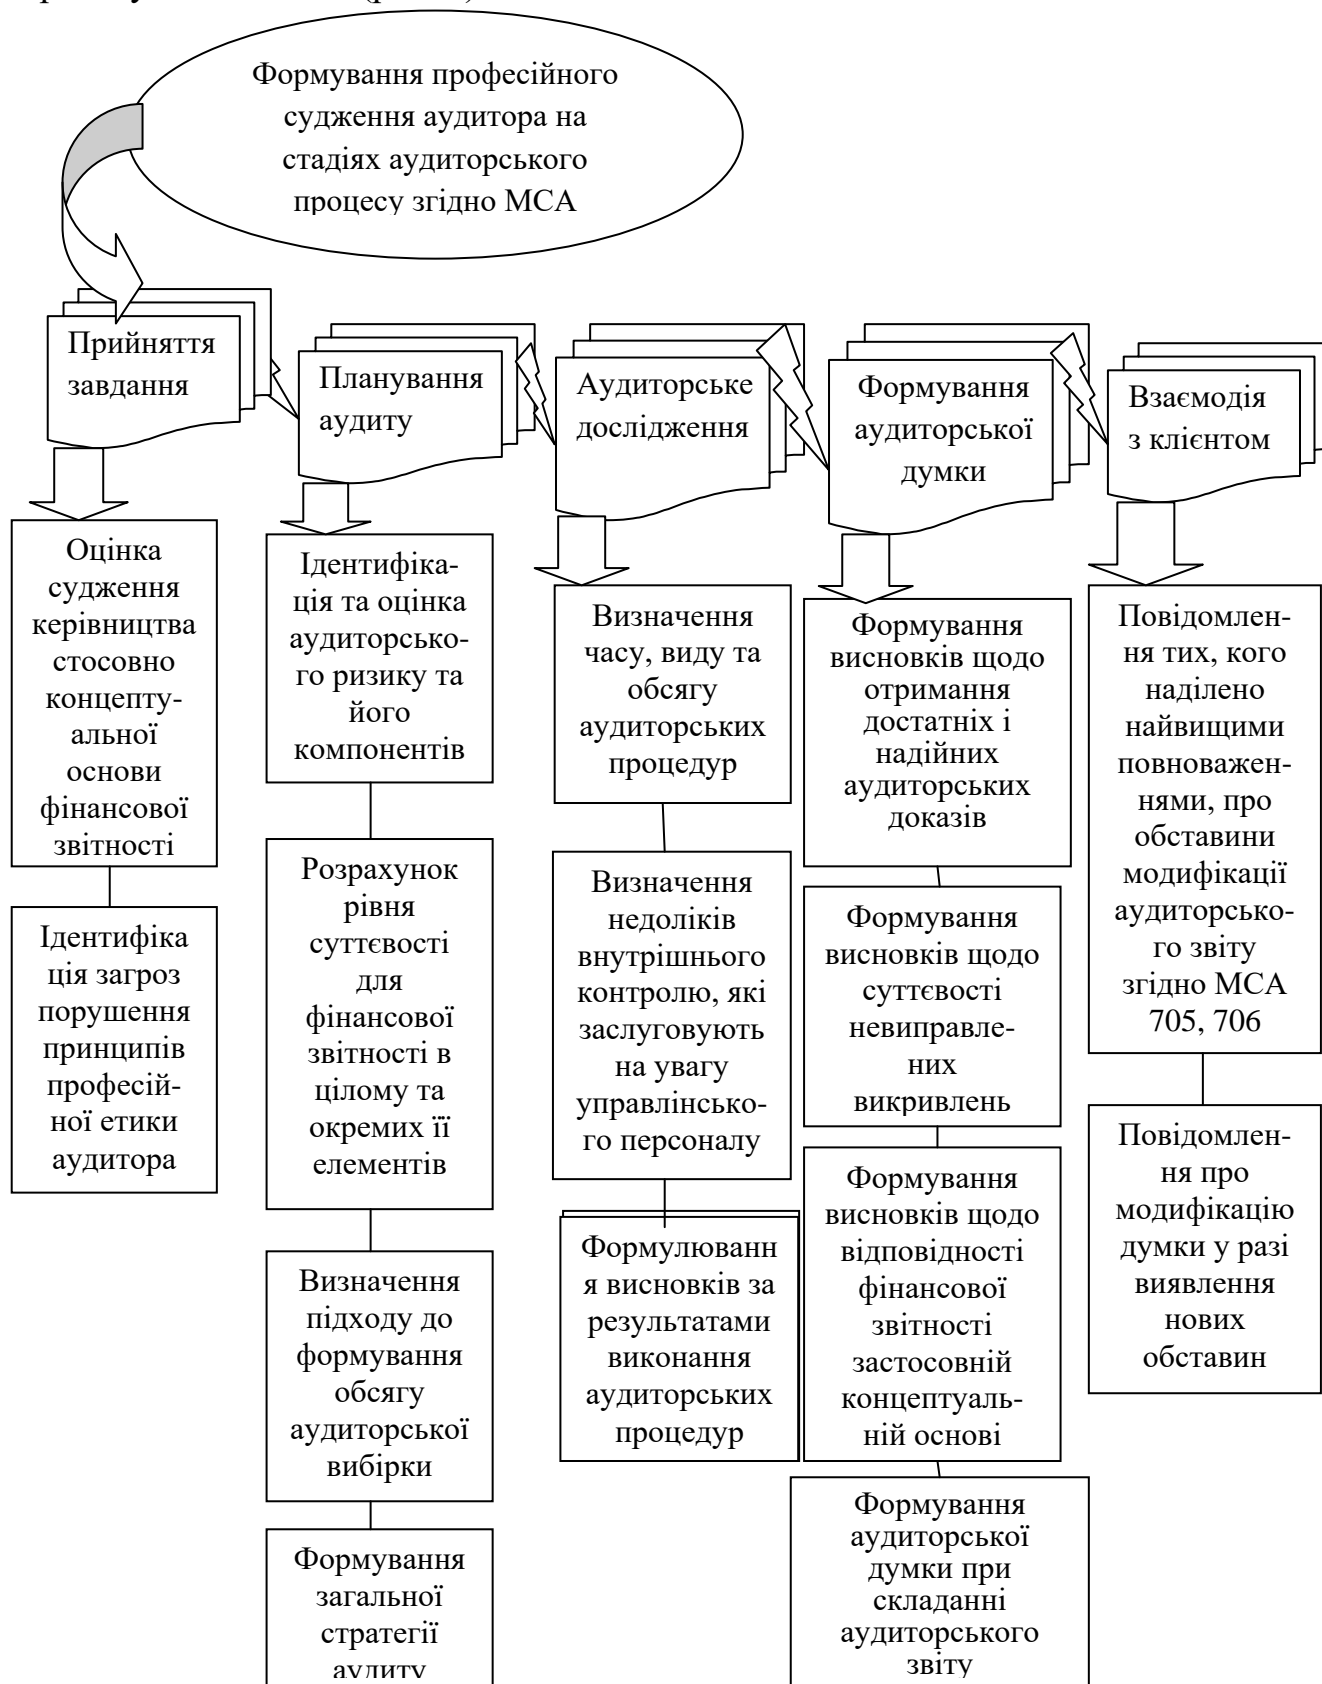 Формування професійного
судження аудитора на
стадіях аудиторського
процесу згідно МСА
Прийняття
завдання
Планування
аудиту
Аудиторське
дослідження
Формування
аудиторської
думки
Взаємодія
з клієнтом
Оцінка
судження
керівництва
стосовно
концепту-
альної
основи
фінансової
звітності
Ідентифіка
ція загроз
порушення
принципів
професій-
ної етики
аудитора
Ідентифіка-
ція та оцінка
аудиторсько-
го ризику та
його
компонентів
Розрахунок
рівня
суттєвості
для
фінансової
звітності в
цілому та
окремих її
елементів
Визначення
підходу до
формування
обсягу
аудиторської
вибірки
Формування
загальної
стратегії
аудиту
Визначення
часу, виду та
обсягу
аудиторських
процедур
Визначення
недоліків
внутрішнього
контролю, які
заслуговують
на увагу
управлінсько-
го персоналу
Формулюванн
я висновків за
результатами
виконання
аудиторських
процедур
Формування
висновків щодо
отримання
достатніх і
надійних
аудиторських
доказів
Формування
висновків щодо
суттєвості
невиправле-
них
викривлень
Формування
висновків щодо
відповідності
фінансової
звітності
застосовній
концептуаль-
ній основі
Формування
аудиторської
думки при
складанні
аудиторського
звіту
Повідомлен-
ня тих, кого
наділено
найвищими
повноважен-
нями, про
обставини
модифікації
аудиторсько-
го звіту
згідно МСА
705, 706
Повідомлен-
ня про
модифікацію
думки у разі
виявлення
нових
обставин